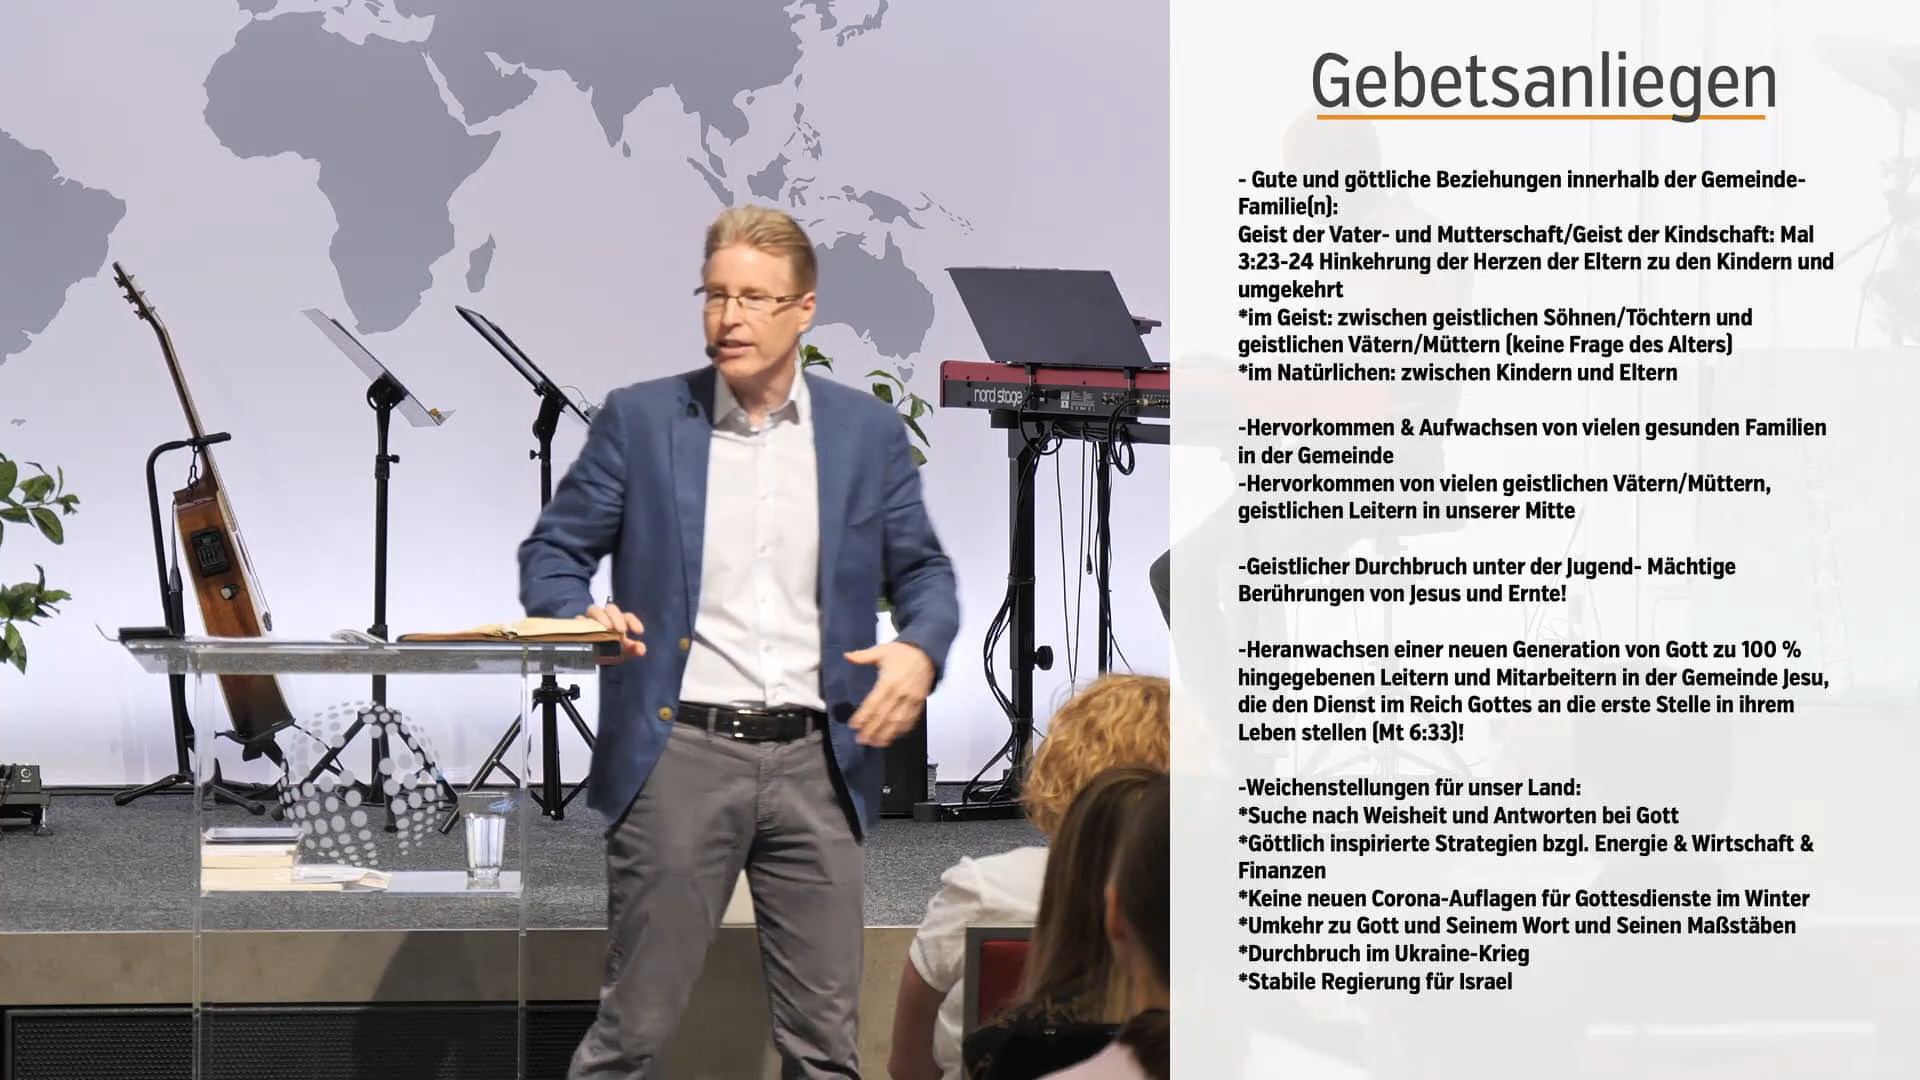 Gebetsanliegen
- Gute und göttliche Beziehungen innerhalb der Gemeinde-
Familie(n):
Geist der Vater- und Mutterschaft/Geist der Kindschaft: Mal
3:23-24 Hinkehrung der Herzen der Eltern zu den Kindern und
umgekehrt
*im Geist: zwischen geistlichen Söhnen/Töchtern und
geistlichen Vätern/Müttern (keine Frage des Alters)
*im Natürlichen: zwischen Kindern und Eltern
-Hervorkommen & Aufwachsen von vielen gesunden Familien
in der Gemeinde
-Hervorkommen von vielen geistlichen Vätern/Müttern,
geistlichen Leitern in unserer Mitte
-Geistlicher Durchbruch unter der Jugend- Mächtige
Berührungen von Jesus und Ernte!
-Heranwachsen einer neuen Generation von Gott zu 100 %
hingegebenen Leitern und Mitarbeitern in der Gemeinde Jesu,
die den Dienst im Reich Gottes an die erste Stelle in ihrem
Leben stellen (Mt 6:33)!
-Weichenstellungen für unser Land:
*Suche nach Weisheit und Antworten bei Gott
*Göttlich inspirierte Strategien bzgl. Energie & Wirtschaft &
Finanzen
*Keine neuen Corona-Auflagen für Gottesdienste im Winter
*Umkehr zu Gott und Seinem Wort und Seinen Maßstäben
*Durchbruch im Ukraine-Krieg
*Stabile Regierung für Israel
nord stage